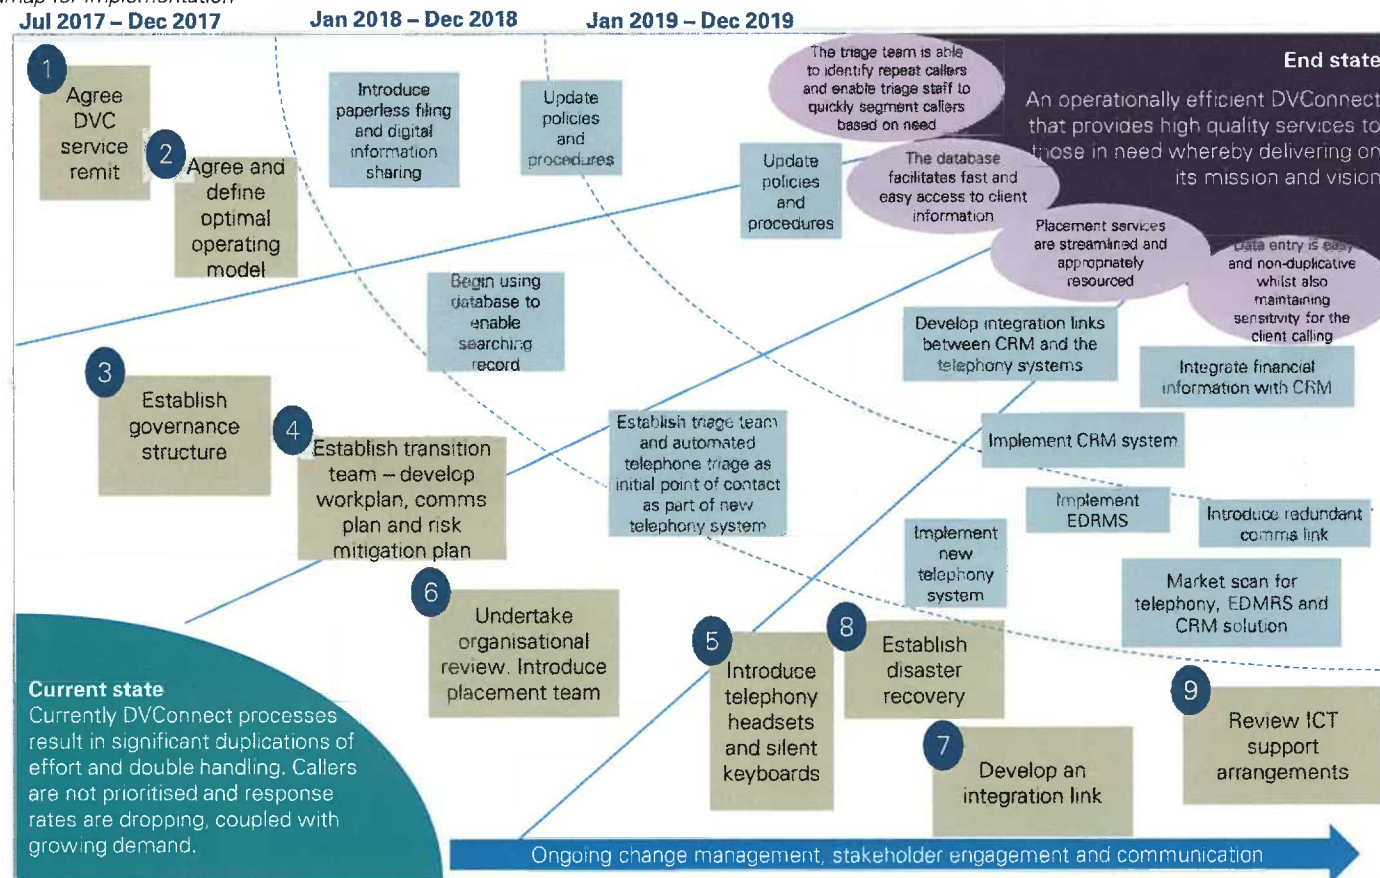 map for implementation
Jul 2017 – Dec 2017
Jan 2018 – Dec 2018
Jan 2019 – Dec 2019
1
Agree
DVC
service
remit
2
Agree and
define
optimal
operating
model
Introduce
paperless filing
and digital
information
sharing
Update
policies
and
procedures
The triage team is able
to identify repeat callers
and enable triage staff to
quickly segment callers
based on need
End state
An operationally efficient DVConnect
that provides high quality services to
those in need whereby delivering on
its mission and vision
Update
policies
and
procedures
The database
facilitates fast and
easy access to client
information
Placement services
are streamlined and
appropriately
resourced
Data entry is easy
and non-duplicative
whilst also
maintaining
sensitivity for the
client calling
Begin using
database to
enable
searching
record
Develop integration links
between CRM and the
telephony systems
Integrate financial
information with CRM
3
Establish
governance
structure
4
Establish transition
team – develop
workplan, comms
plan and risk
mitigation plan
Establish triage team
and automated
telephone triage as
initial point of contact
as part of new
telephony system
Implement CRM system
Implement
EDRMS
Introduce redundant
comms link
Implement
new
telephony
system
Market scan for
telephony, EDMRS and
CRM solution
6
Undertake
organisational
review. Introduce
placement team
5
Introduce
telephony
headsets
and silent
keyboards
8
Establish
disaster
recovery
7
Develop an
integration link
9
Review ICT
support
arrangements
Current state
Currently DVConnect processes
result in significant duplications of
effort and double handling. Callers
are not prioritised and response
rates are dropping, coupled with
growing demand.
Ongoing change management, stakeholder engagement and communication